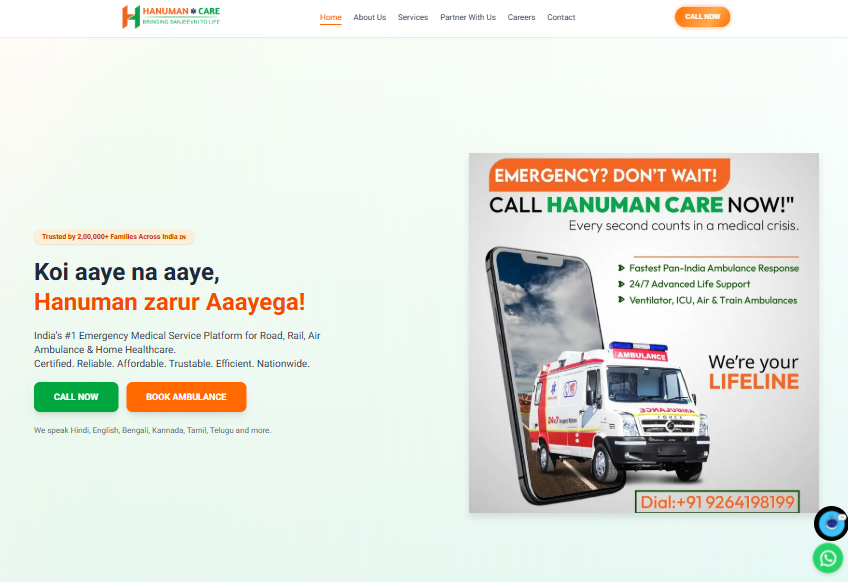 HANUMAN CARE
BRINGING SANJEEVNI TO LIFE
Home About Us Services Partner With Us Careers Contact
CALL NOW
Trusted by 2,00,000+ Families Across India IN
Koi aaye na aaye,
Hanuman zarur Aaayega!
India's #1 Emergency Medical Service Platform for Road, Rail, Air
Ambulance & Home Healthcare.
Certified. Reliable. Affordable. Trustable. Efficient. Nationwide.
CALL NOW
BOOK AMBULANCE
We speak Hindi, English, Bengali, Kannada, Tamil, Telugu and more.
EMERGENCY? DON'T WAIT!
CALL HANUMAN CARE NOW!"
Every second counts in a medical crisis.
Fastest Pan-India Ambulance Response
24/7 Advanced Life Support
Ventilator, ICU, Air & Train Ambulances
AMBULANCE
AMBULANCE
24x7
FORCE
We're your
LIFELINE
Dial:+91 9264198199